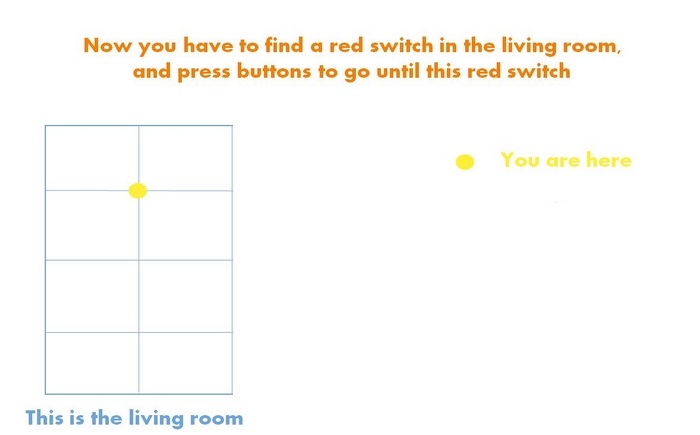 Now you have to find a red switch in the living room,
and press buttons to go until this red switch
You are here
This is the living room